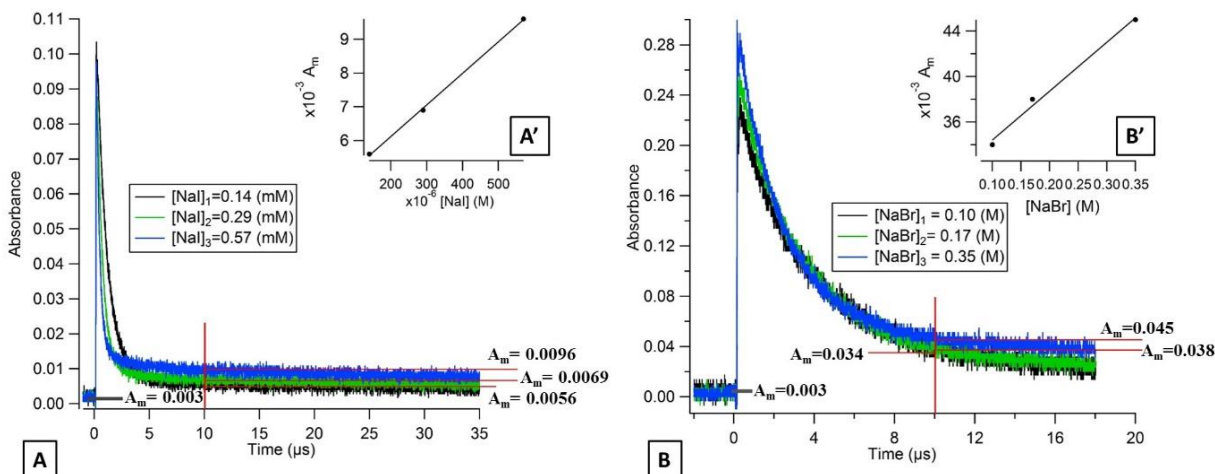 0.11
0.10
0.09
0.08
0.07
0.06
0.05
0.04
0.03
0.02
0.01
0.00
Absorbance
0
5
10
15
20
25
30
35
Time (µs)
A
[NaI]₁=0.14 (mM)
[NaI]₂=0.29 (mM)
[NaI]₃=0.57 (mM)
Aₘ= 0.003
Aₘ= 0.0096
Aₘ= 0.0069
Aₘ= 0.0056
9
8
7
6
x10⁻³ Aₘ
200
300
400
500
x10⁻⁶ [NaI] (M)
A’
0.28
0.24
0.20
0.16
0.12
0.08
0.04
0.00
Absorbance
0
4
8
12
16
20
Time (µs)
B
[NaBr]₁ = 0.10 (M)
[NaBr]₂= 0.17 (M)
[NaBr]₃ = 0.35 (M)
Aₘ=0.003
Aₘ=0.034
Aₘ=0.045
Aₘ=0.038
44
40
36
x10⁻³ Aₘ
0.10
0.15
0.20
0.25
0.30
0.35
[NaBr] (M)
B’